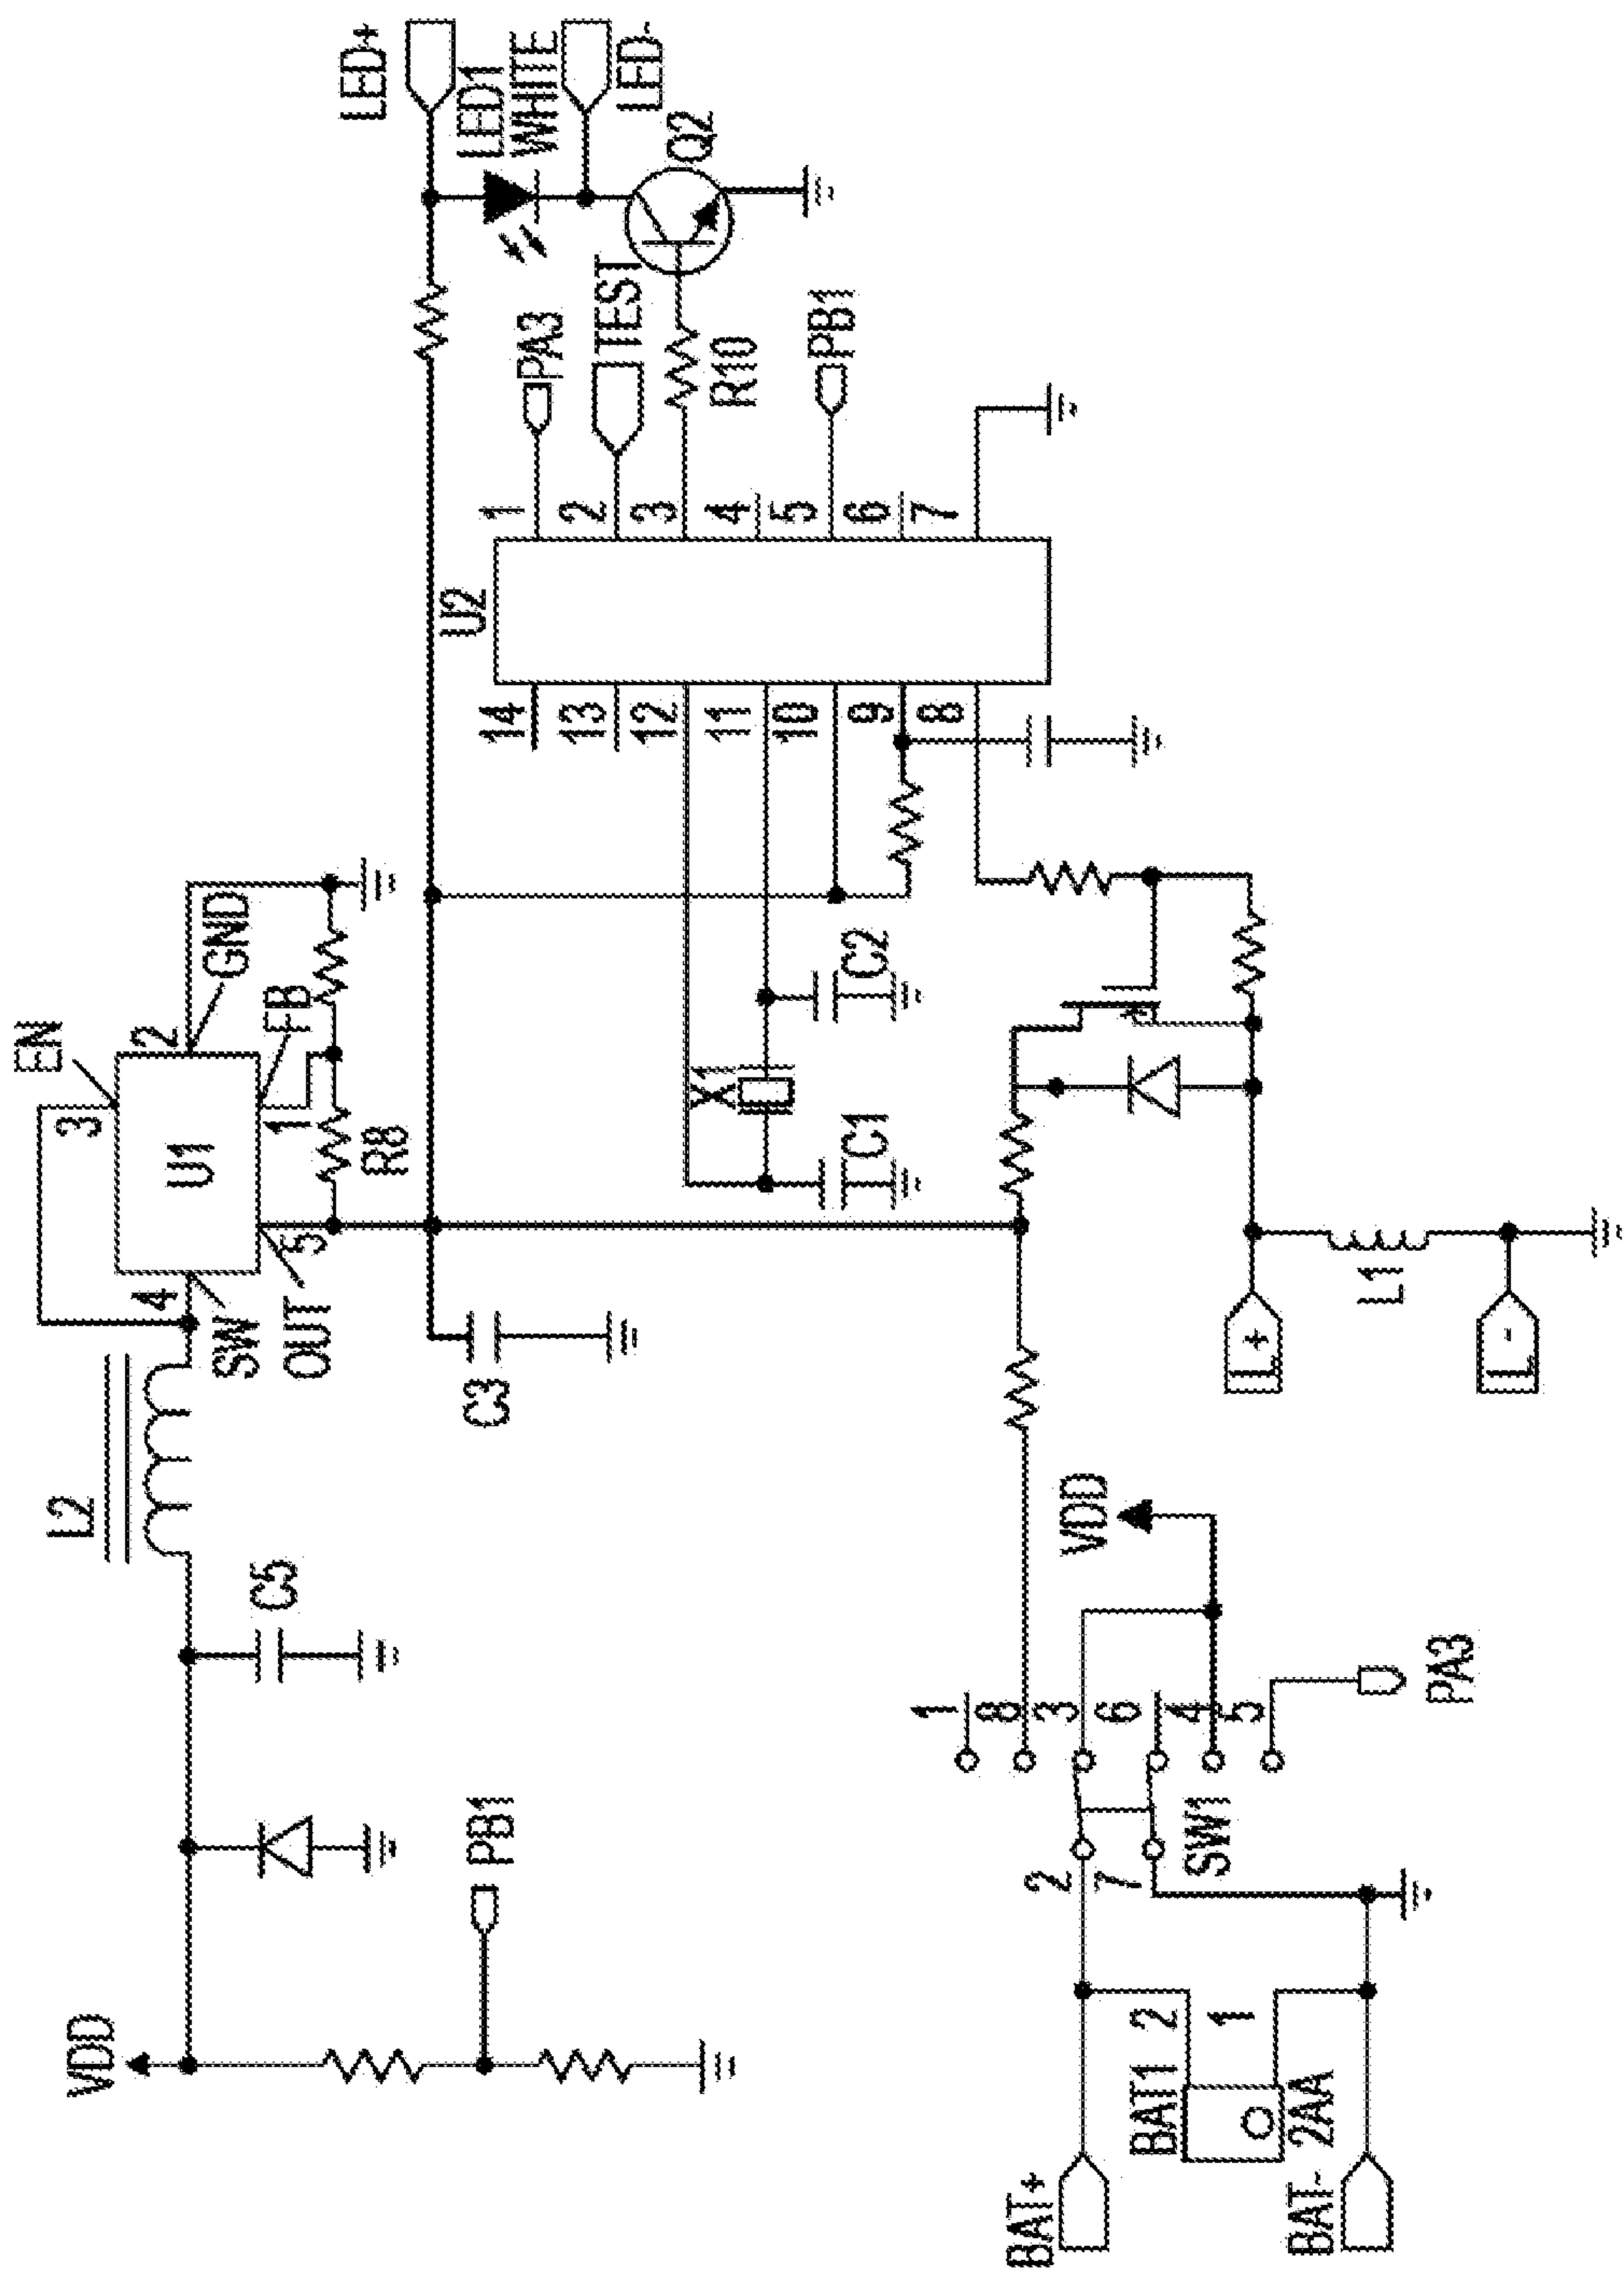 VDD
PB1
C5
L2
EN
3
U1
4
SW
OUT
5
R8
1
FB
2
GND
C3
X1
C1
C2
U2
14
13
12
11
10
9
8
1
2
3
4
5
6
7
PA3
TEST
R10
PB1
Q2
LED+
LED1
WHITE
LED-
BAT+
BAT1
2
1
2AA
BAT-
2
7
SW1
1
8
3
6
4
5
VDD
PA3
L+
L1
L-